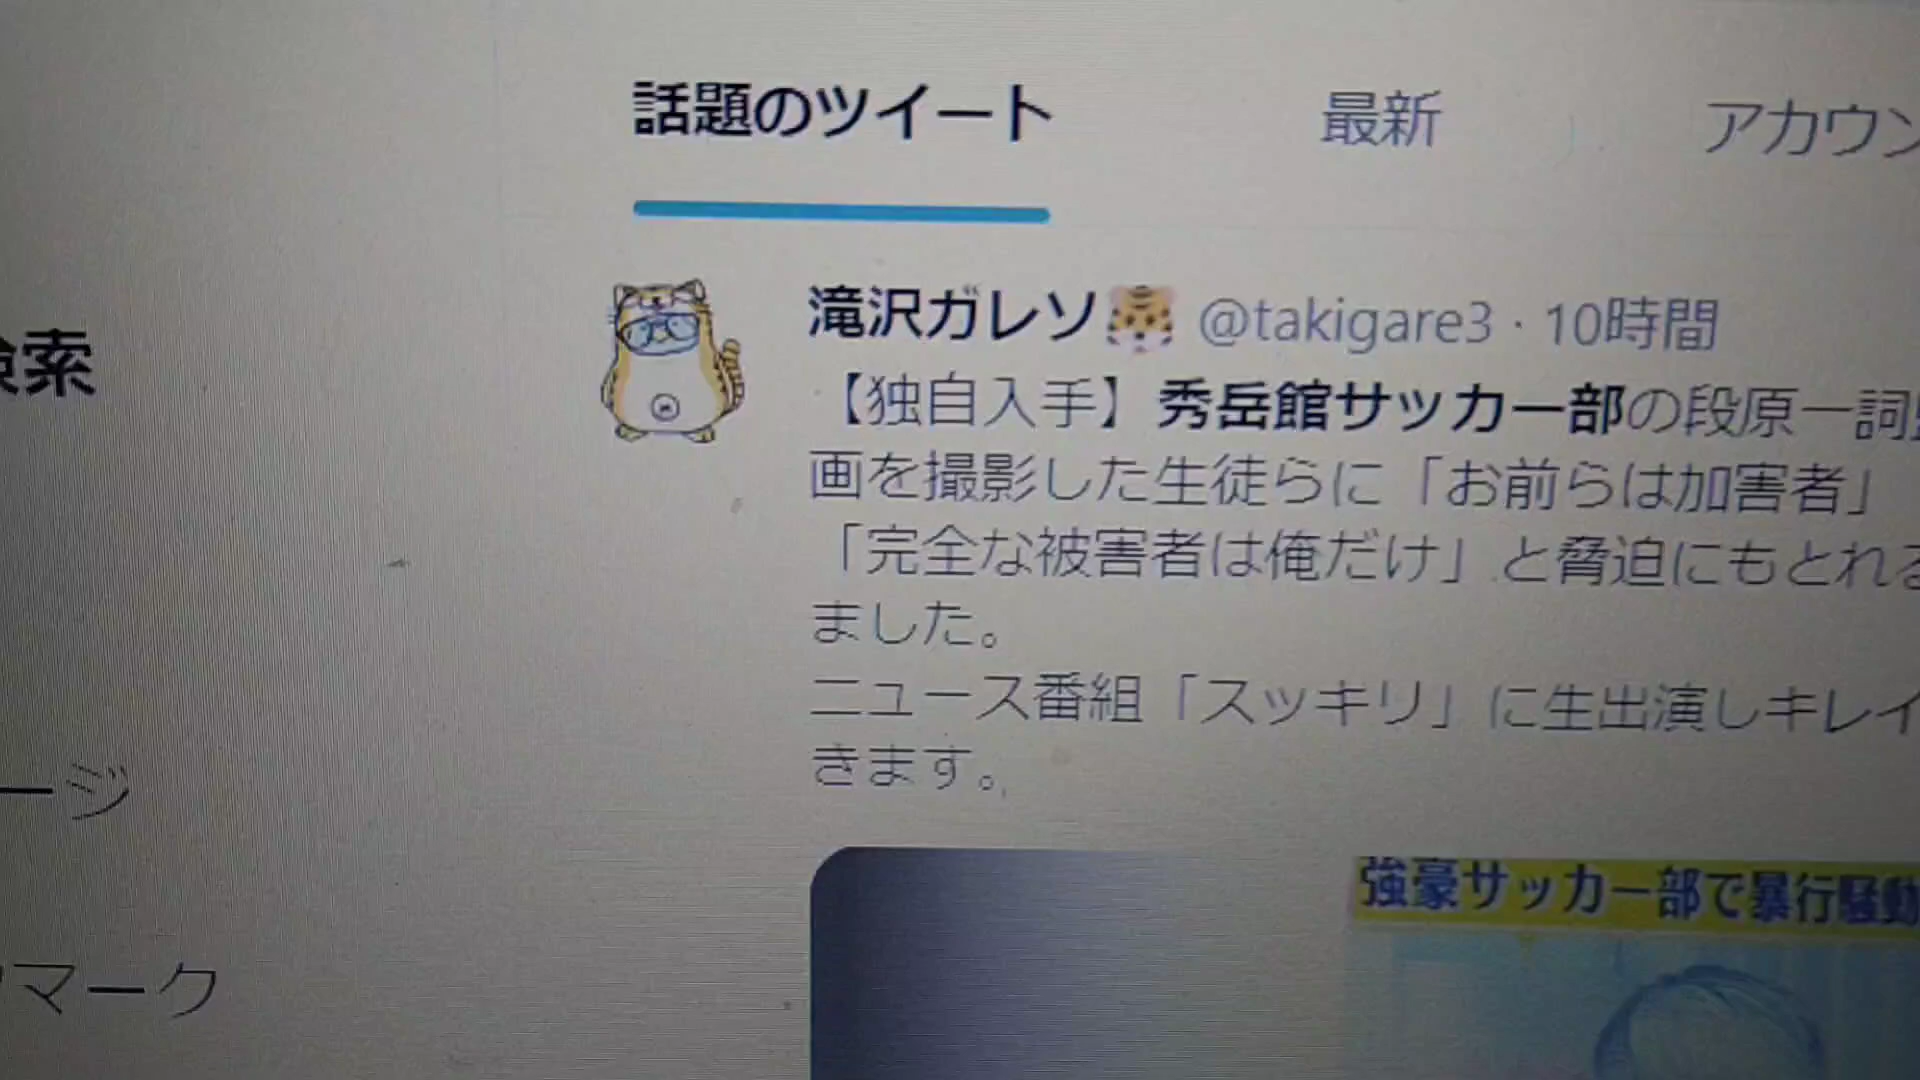 話題のツイート 最新 アカウン
検索
滝沢ガレソ🐯 @takigare3 · 10時間
【独自入手】秀岳館サッカー部の段原一詞
画を撮影した生徒らに「お前らは加害者」
「完全な被害者は俺だけ」と脅迫にもとれる
ました。
ニュース番組「スッキリ」に生出演しキレイ
きます。
ージ
強豪サッカー部で暴行騒動
マーク